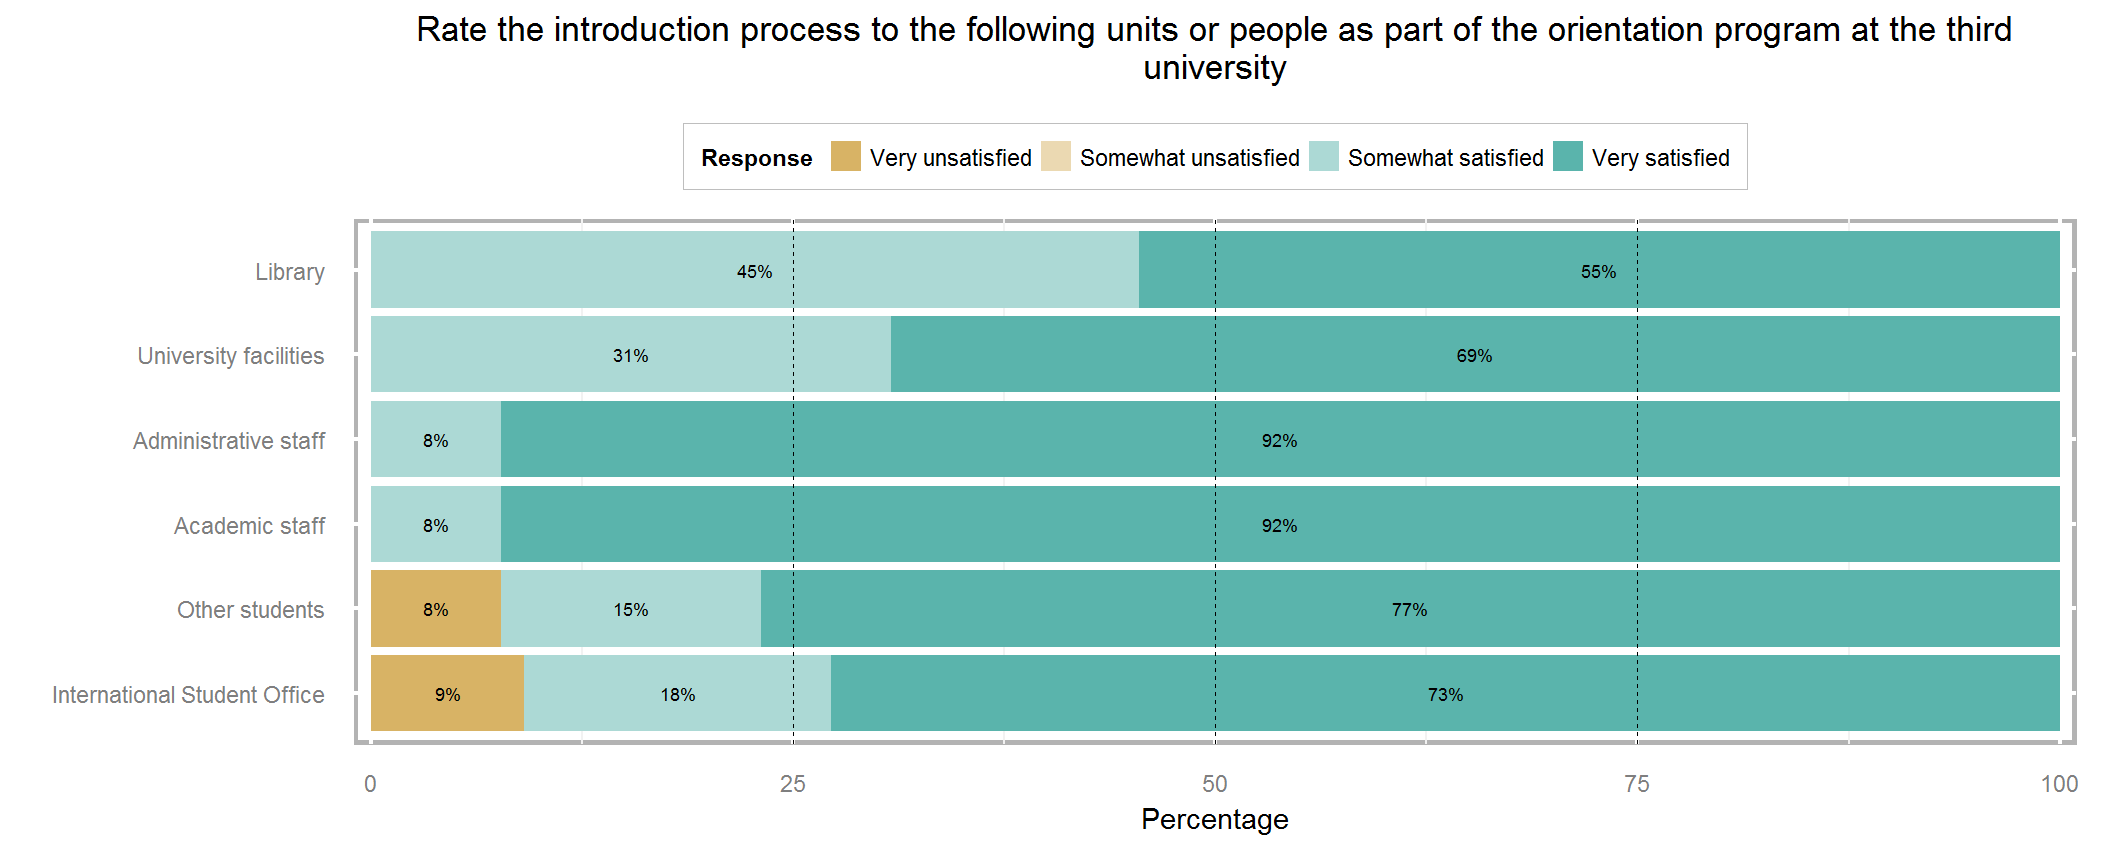 Rate the introduction process to the following units or people as part of the orientation program at the third
university
Response Very unsatisfied Somewhat unsatisfied Somewhat satisfied Very satisfied
Library 45% 55%
University facilities 31% 69%
Administrative staff 8% 92%
Academic staff 8% 92%
Other students 8% 15% 77%
International Student Office 9% 18% 73%
0 25 50 75 100
Percentage